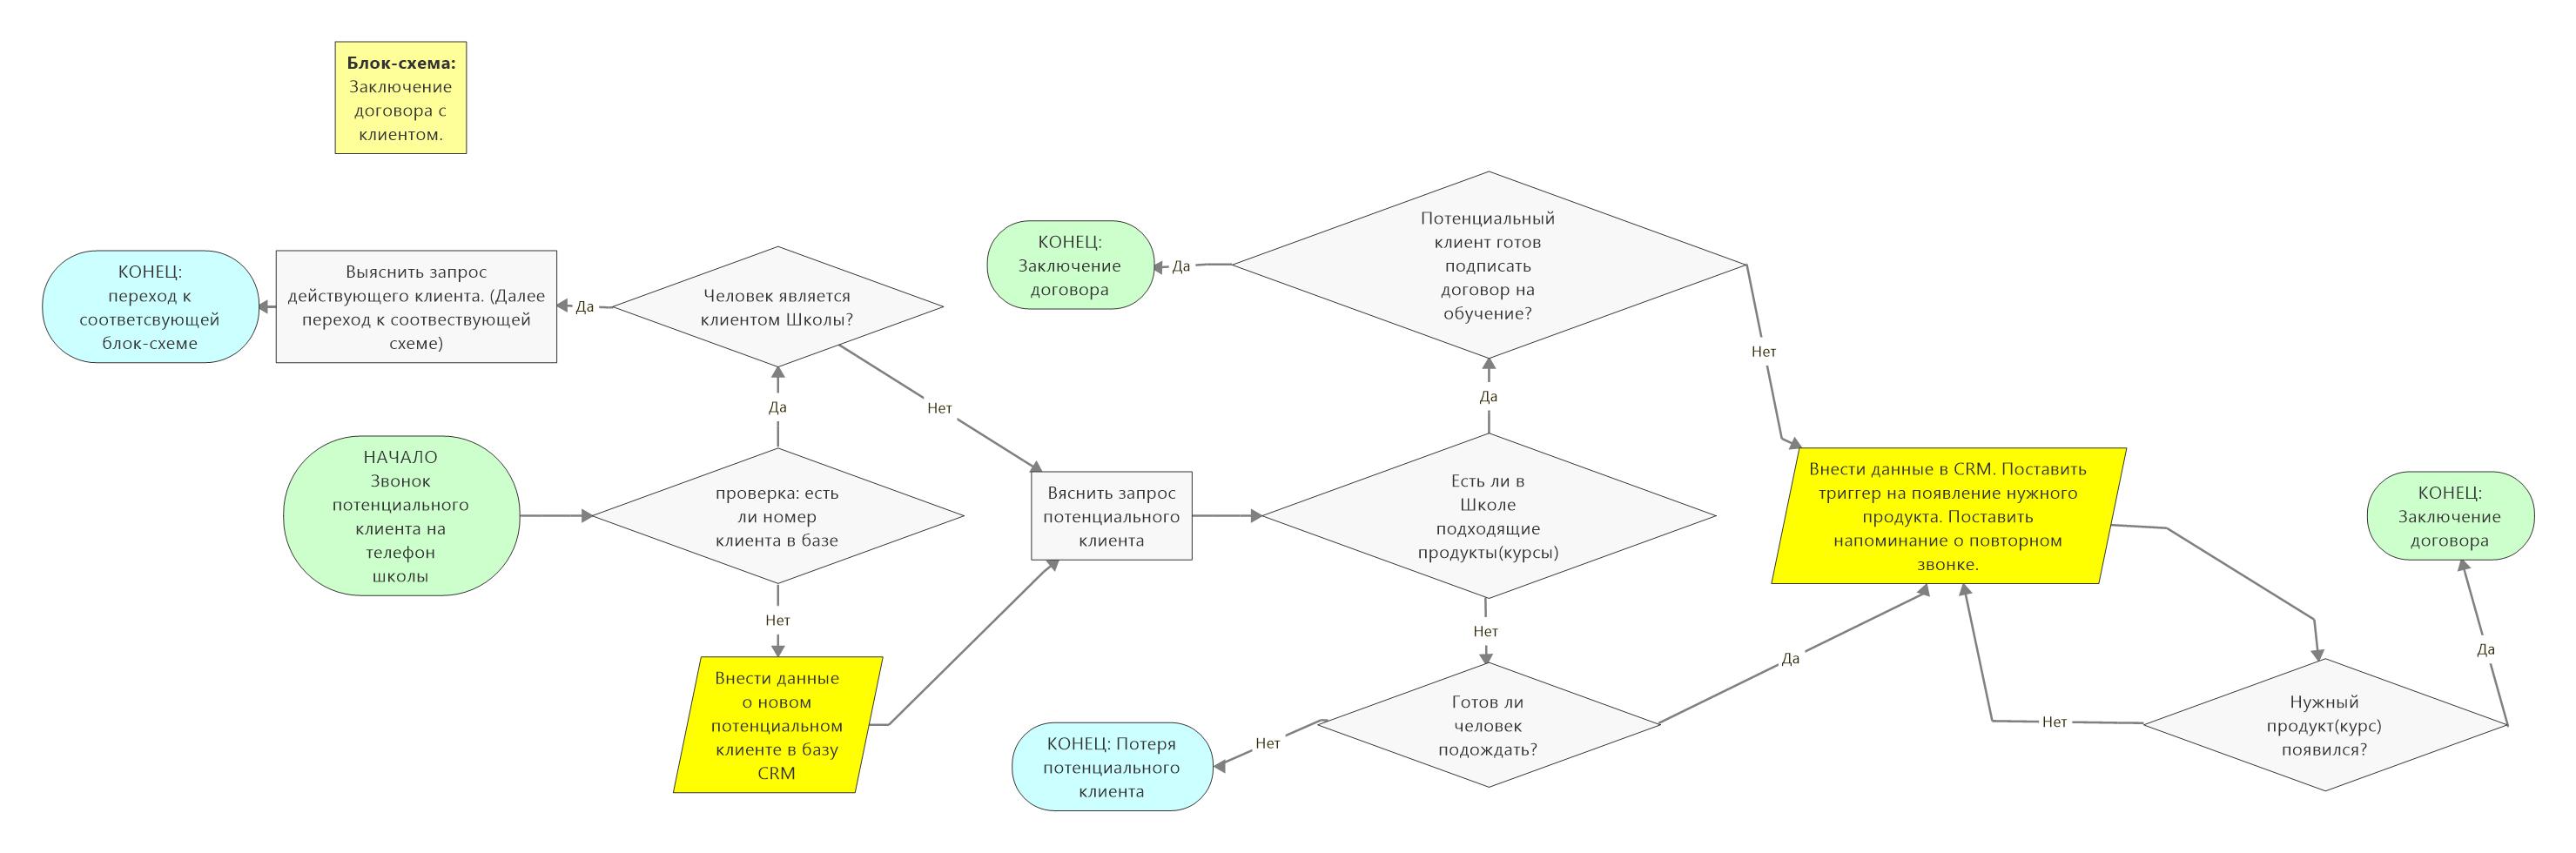 Блок-схема:
Заключение
договора с
клиентом.
КОНЕЦ:
переход к
соответсвующей
блок-схеме
Выяснить запрос
действующего клиента. (Далее
переход к соотвествующей
схеме)
Да
Человек является
клиентом Школы?
Да
Нет
НАЧАЛО
Звонок
потенциального
клиента на
телефон
школы
проверка: есть
ли номер
клиента в базе
Нет
Внести данные
о новом
потенциальном
клиенте в базу
CRM
Вяснить запрос
потенциального
клиента
КОНЕЦ:
Заключение
договора
Да
Потенциальный
клиент готов
подписать
договор на
обучение?
Нет
Да
Есть ли в
Школе
подходящие
продукты(курсы)
Нет
Готов ли
человек
подождать?
Нет
КОНЕЦ: Потеря
потенциального
клиента
Да
Внести данные в CRM. Поставить
триггер на появление нужного
продукта. Поставить
напоминание о повторном
звонке.
Нет
Нужный
продукт(курс)
появился?
Да
КОНЕЦ:
Заключение
договора